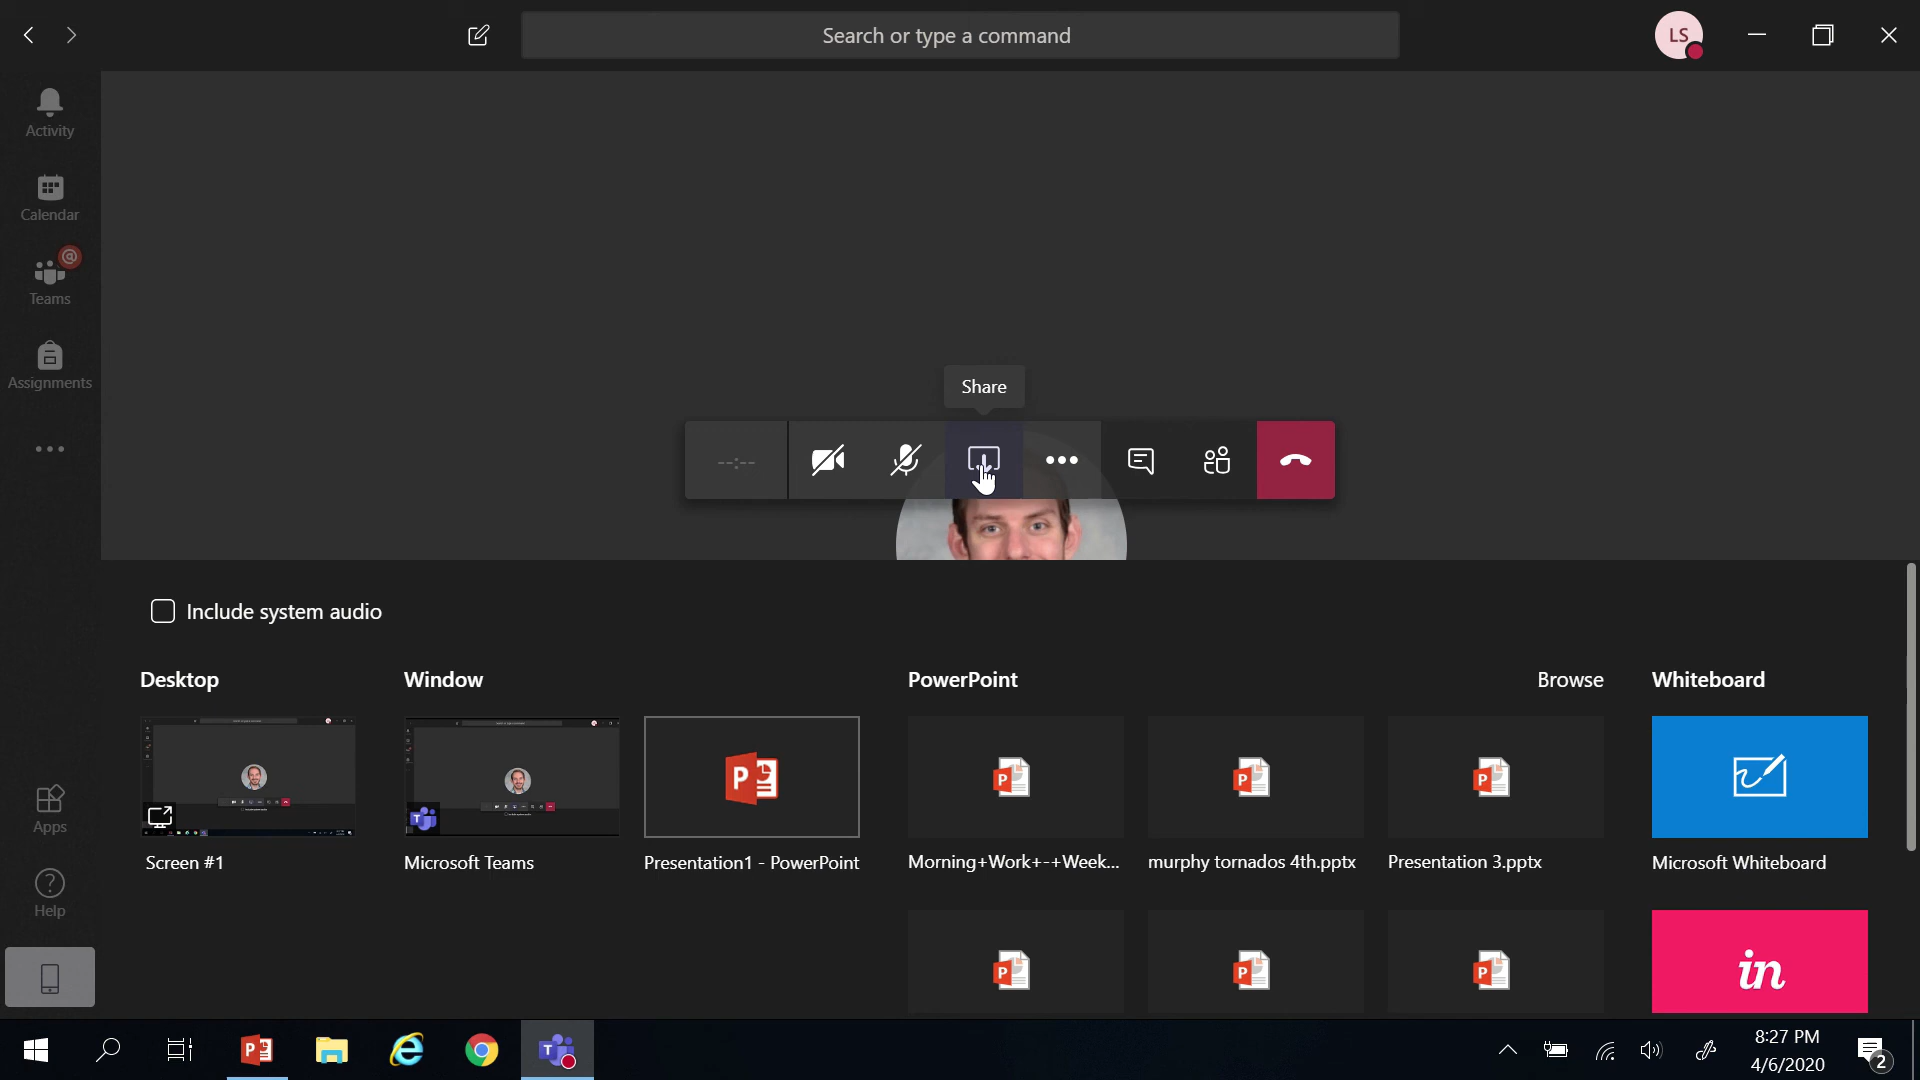 Search or type a command
LS
Activity
Calendar
@
Teams
Assignments
Share
--:--
Include system audio
Desktop
Window
PowerPoint
Browse
Whiteboard
Screen #1
Microsoft Teams
Presentation1 - PowerPoint
Morning+Work+-+Week...
murphy tornados 4th.pptx
Presentation 3.pptx
Microsoft Whiteboard
in
Apps
Help
8:27 PM
4/6/2020
2